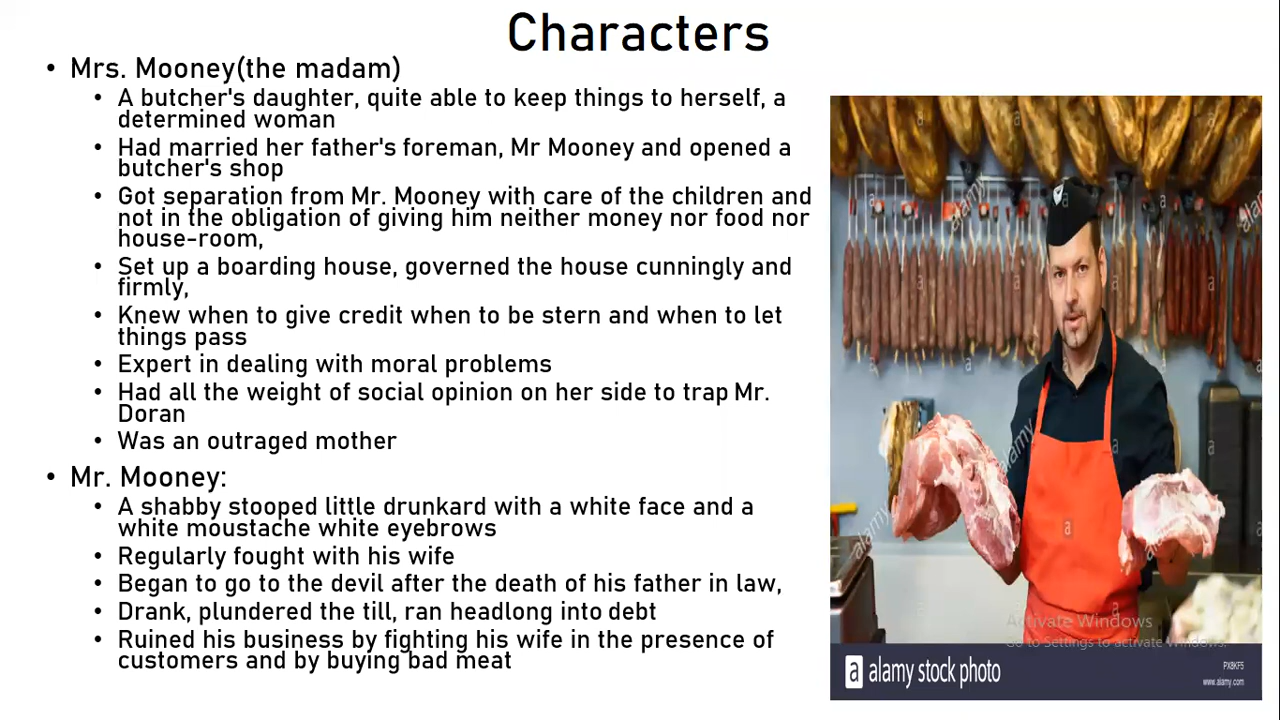 Characters
• Mrs. Mooney(the madam)
• A butcher's daughter, quite able to keep things to herself, a
determined woman
• Had married her father's foreman, Mr Mooney and opened a
butcher's shop
• Got separation from Mr. Mooney with care of the children and
not in the obligation of giving him neither money nor food nor
house-room,
• Set up a boarding house, governed the house cunningly and
firmly,
• Knew when to give credit when to be stern and when to let
things pass
• Expert in dealing with moral problems
• Had all the weight of social opinion on her side to trap Mr.
Doran
• Was an outraged mother
• Mr. Mooney:
• A shabby stooped little drunkard with a white face and a
white moustache white eyebrows
• Regularly fought with his wife
• Began to go to the devil after the death of his father in law,
• Drank, plundered the till, ran headlong into debt
• Ruined his business by fighting his wife in the presence of
customers and by buying bad meat
alamy
alamy
alamy
alamy
Activate Windows
Go to Settings to activate Windows.
a alamy stock photo
www.alamy.com